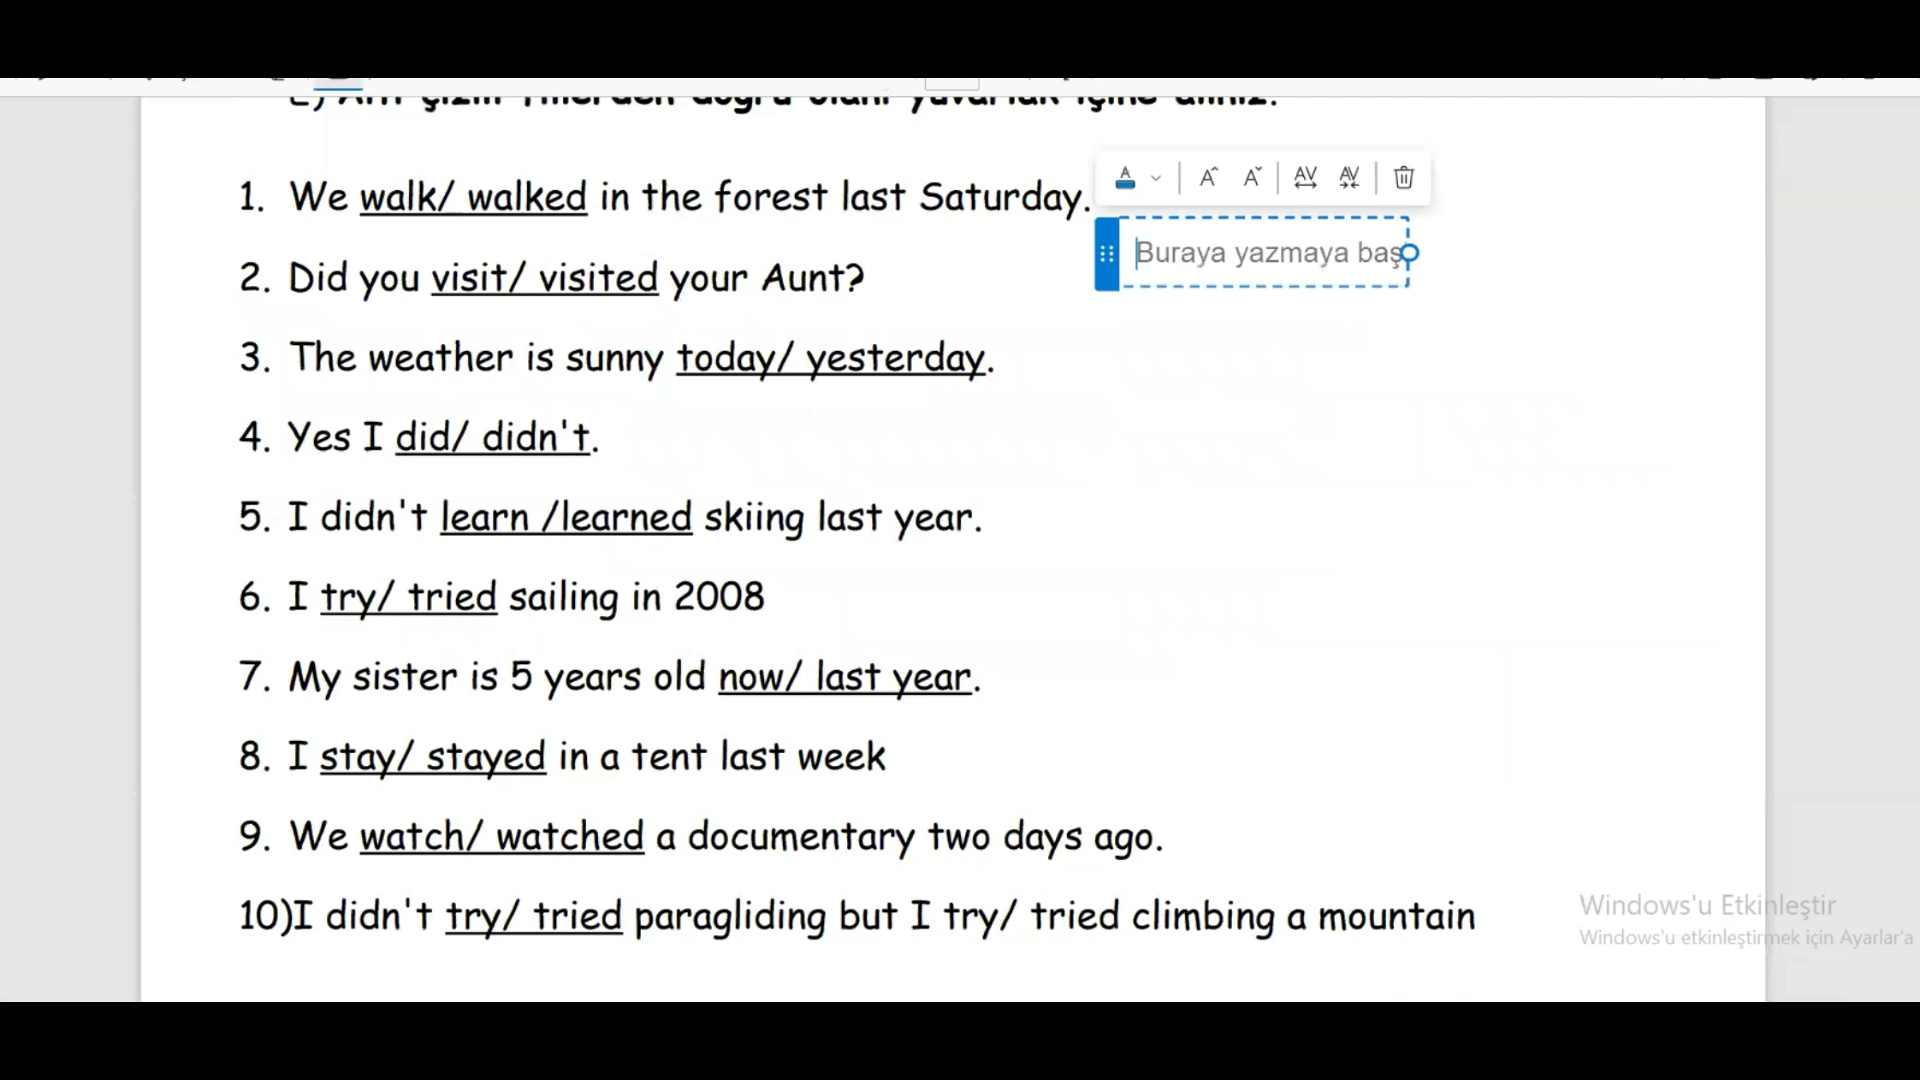 1. We walk/ walked in the forest last Saturday.
Buraya yazmaya baş
2. Did you visit/ visited your Aunt?
3. The weather is sunny today/ yesterday.
4. Yes I did/ didn't.
5. I didn't learn /learned skiing last year.
6. I try/ tried sailing in 2008
7. My sister is 5 years old now/ last year.
8. I stay/ stayed in a tent last week
9. We watch/ watched a documentary two days ago.
10)I didn't try/ tried paragliding but I try/ tried climbing a mountain
Windows'u Etkinleştir
Windows'u etkinleştirmek için Ayarlar'a